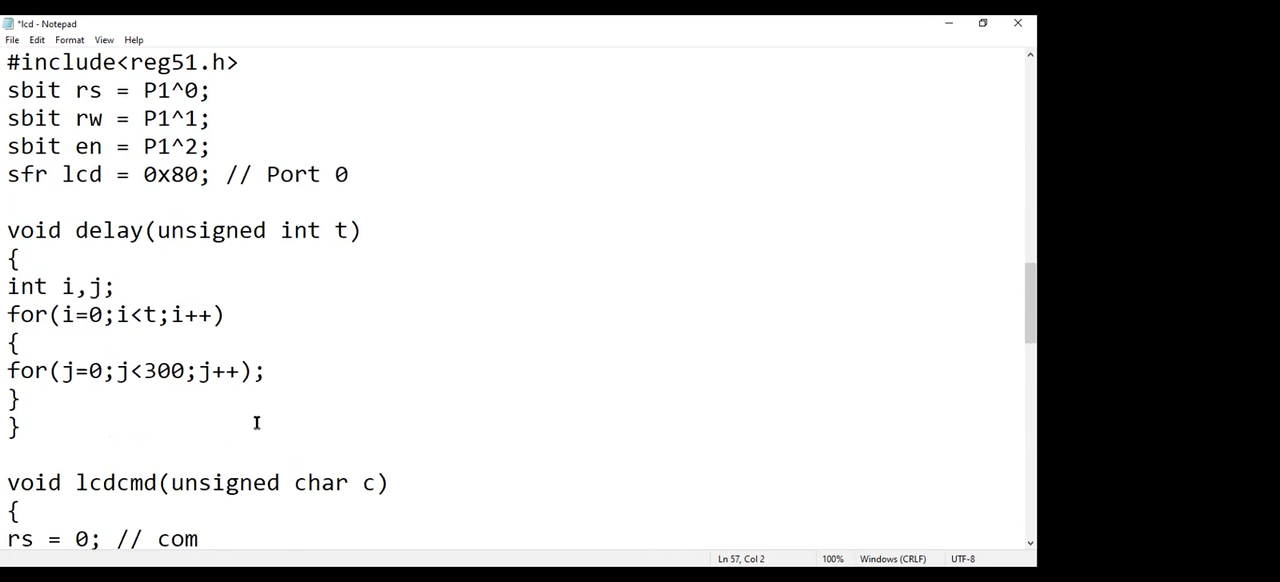 *lcd - Notepad
File Edit Format View Help
#include<reg51.h>
sbit rs = P1^0;
sbit rw = P1^1;
sbit en = P1^2;
sfr lcd = 0x80; // Port 0
void delay(unsigned int t)
{
int i,j;
for(i=0;i<t;i++)
{
for(j=0;j<300;j++);
}
}
void lcdcmd(unsigned char c)
{
rs = 0; // com
Ln 57, Col 2 100% Windows (CRLF) UTF-8